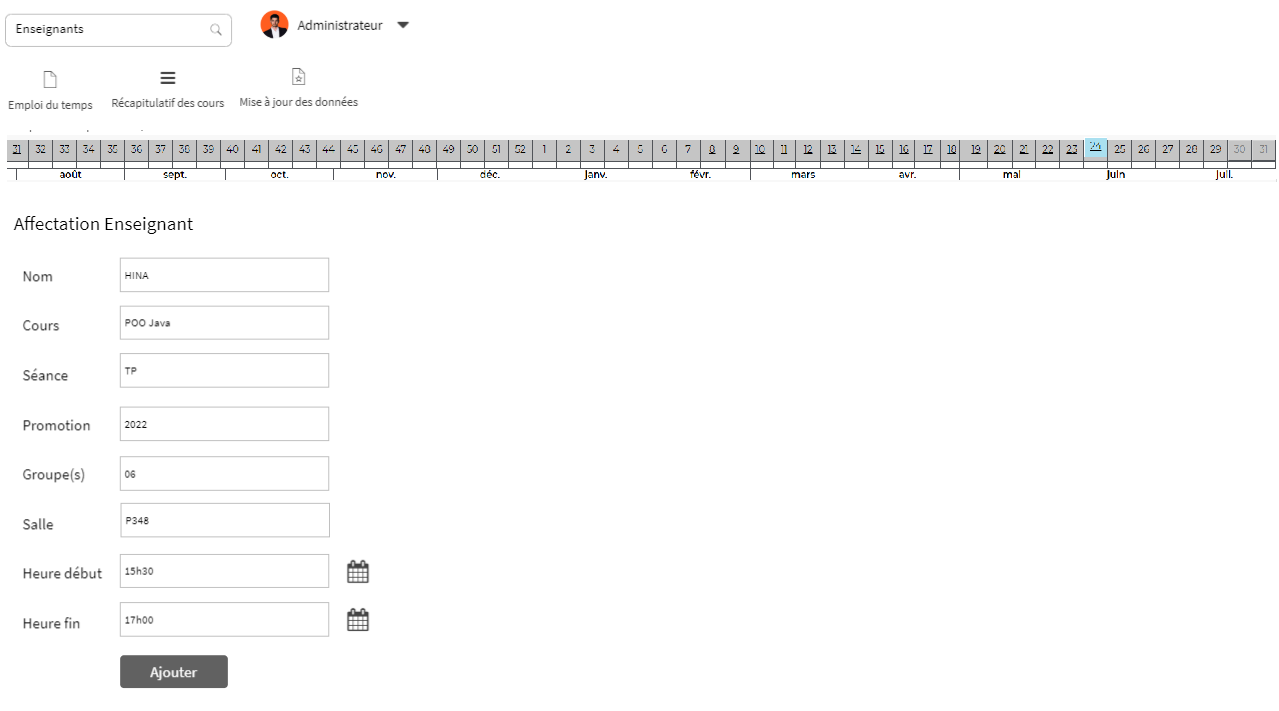 Enseignants
Administrateur
Emploi du temps
Récapitulatif des cours
Mise à jour des données
31 32 33 34 35 36 37 38 39 40 41 42 43 44 45 46 47 48 49 50 51 52 1 2 3 4 5 6 7 8 9 10 11 12 13 14 15 16 17 18 19 20 21 22 23 24 25 26 27 28 29 30 31
août sept. oct. nov. déc. janv. févr. mars avr. mai juin juil.
Affectation Enseignant
Nom HINA
Cours POO Java
Séance TP
Promotion 2022
Groupe(s) 06
Salle P348
Heure début 15h30
Heure fin 17h00
Ajouter